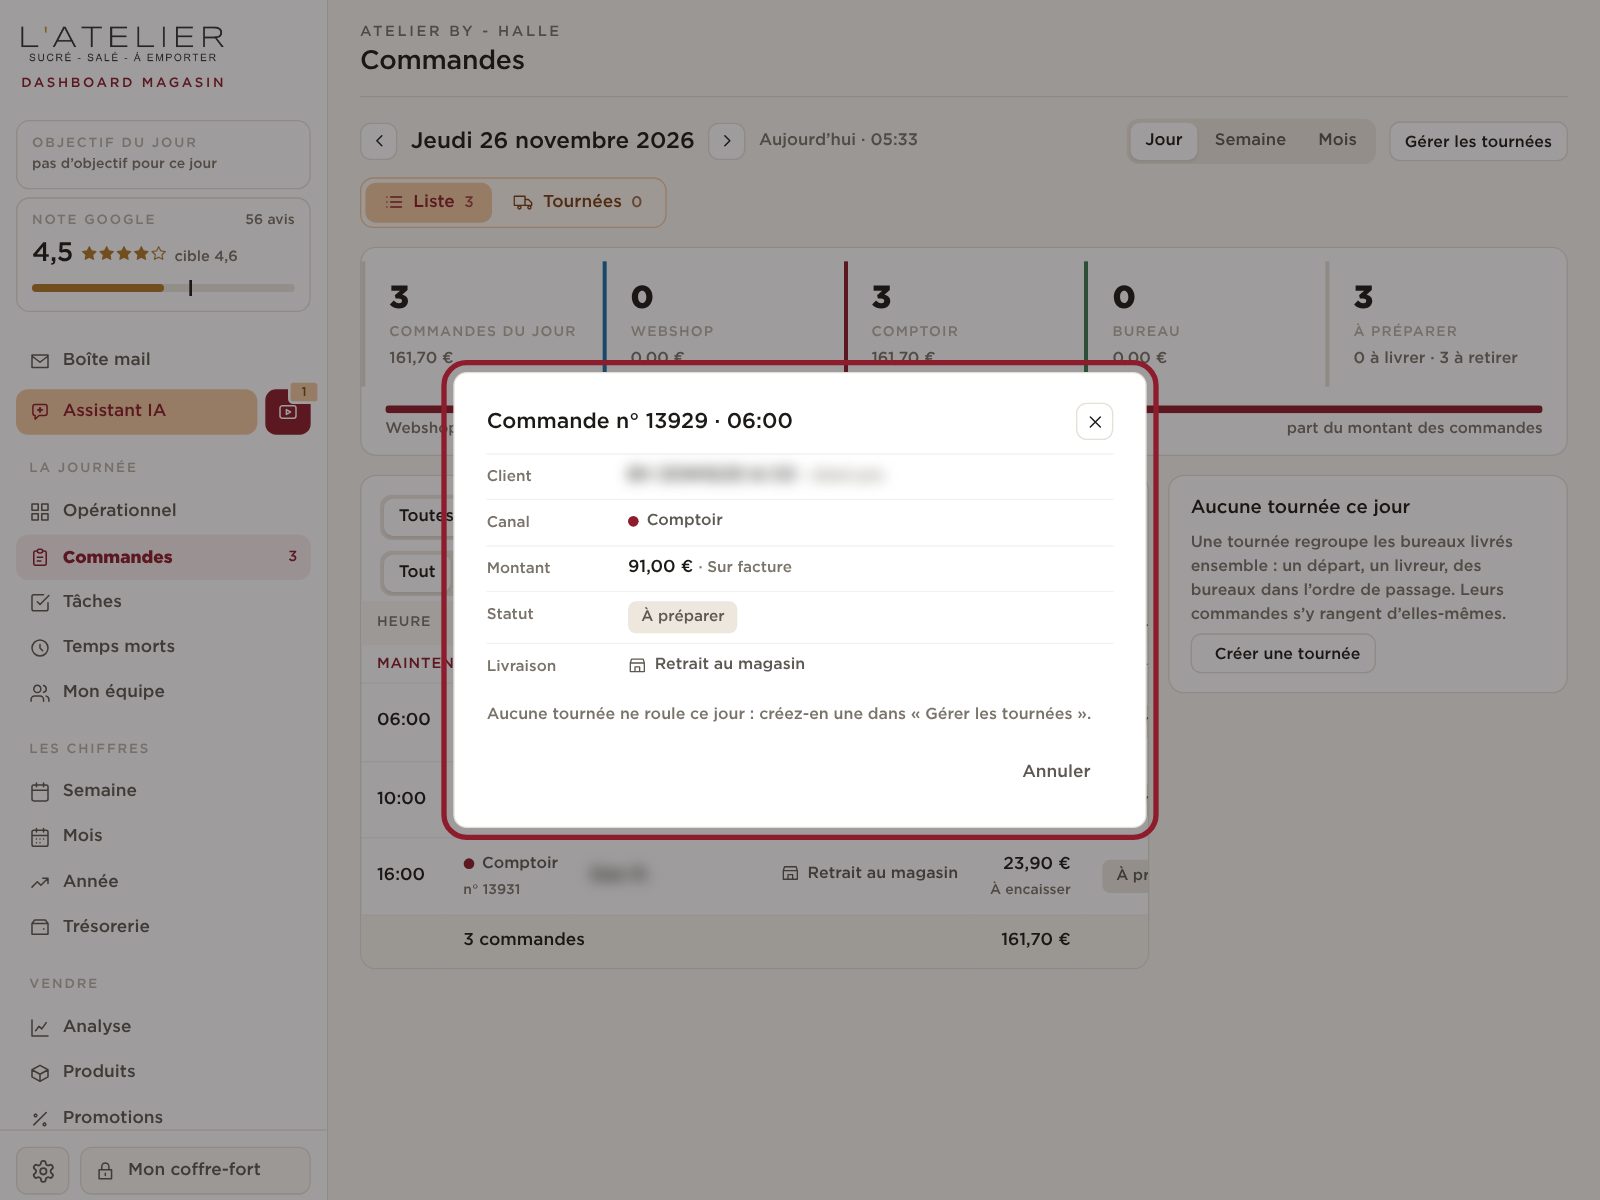 L'ATELIER
SUCRÉ - SALÉ - À EMPORTER
DASHBOARD MAGASIN
OBJECTIF DU JOUR
pas d’objectif pour ce jour
NOTE GOOGLE 56 avis
4,5 cible 4,6
Boîte mail
Assistant IA 1
LA JOURNÉE
Opérationnel
Commandes 3
Tâches
Temps morts
Mon équipe
LES CHIFFRES
Semaine
Mois
Année
Trésorerie
VENDRE
Analyse
Produits
Promotions
Mon coffre-fort
ATELIER BY - HALLE
Commandes
Jeudi 26 novembre 2026 Aujourd’hui · 05:33
Jour Semaine Mois Gérer les tournées
Liste 3 Tournées 0
3 0 3 0 3
COMMANDES DU JOUR WEBSHOP COMPTOIR BUREAU À PRÉPARER
161,70 € 0,00 € 161,70 € 0,00 € 0 à livrer · 3 à retirer
Webshop part du montant des commandes
Commande n° 13929 · 06:00
Client
Canal Comptoir
Montant 91,00 € · Sur facture
Statut À préparer
Livraison Retrait au magasin
Aucune tournée ne roule ce jour : créez-en une dans « Gérer les tournées ».
Annuler
Toutes
Tout
HEURE
MAINTEN
06:00
10:00
16:00 Comptoir Retrait au magasin 23,90 € À pr
n° 13931 À encaisser
3 commandes 161,70 €
Aucune tournée ce jour
Une tournée regroupe les bureaux livrés
ensemble : un départ, un livreur, des
bureaux dans l’ordre de passage. Leurs
commandes s’y rangent d’elles-mêmes.
Créer une tournée